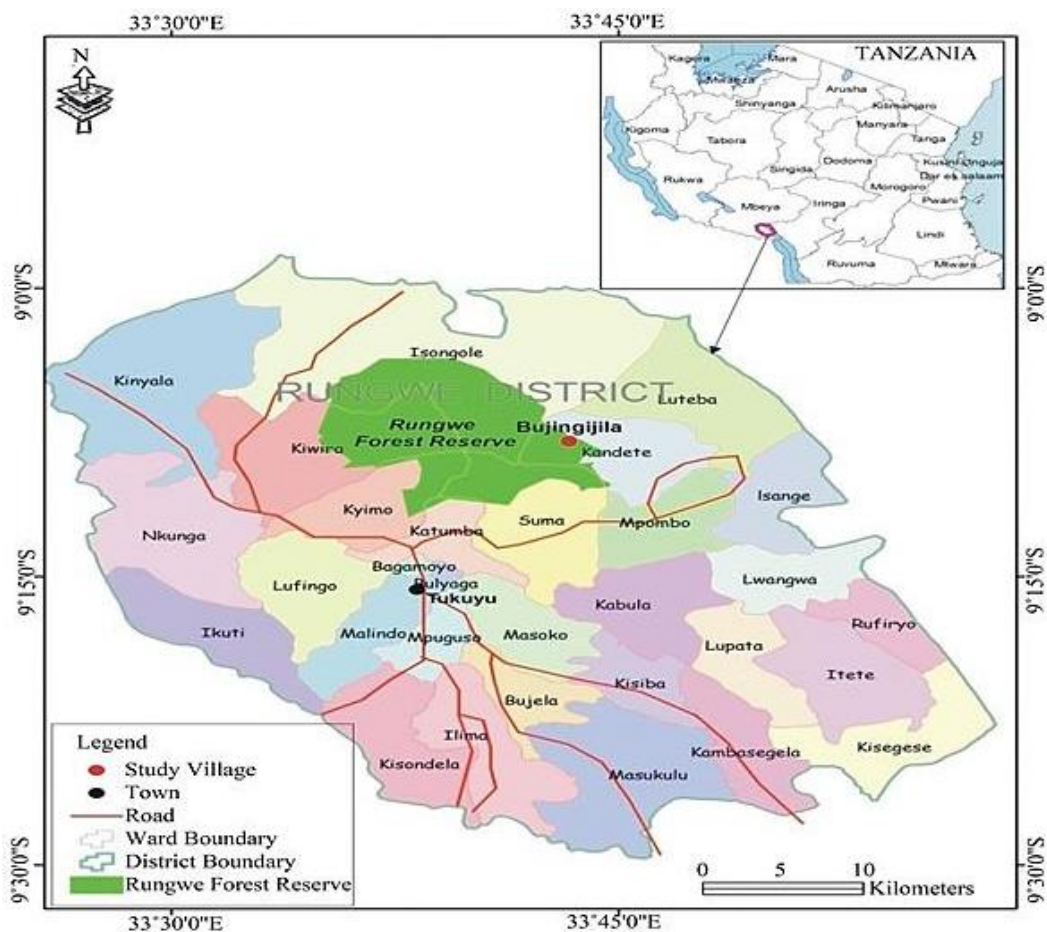 33°30'0"E
33°45'0"E
N
TANZANIA
Kagera
Mara
Mwanza
Arusha
Shinyanga
Kilimanjaro
Kigoma
Manyara
Tabora
Tanga
Singida
Dodoma
Kusini Unguja
Dar es salaam
Rukwa
Morogoro
Pwani
Mbeya
Iringa
Lindi
Ruvuma
Mtwara
9°0'0"S
9°0'0"S
Isongole
Kinyala
RUNGWE DISTRICT
Luteba
Rungwe
Forest Reserve
Bujingijila
Kiwira
Kandete
Isange
Kyimo
Suma
Mpombo
Katumba
Nkunga
Bagamoyo
9°15'0"S
9°15'0"S
Lufingo
Bulyaga
Tukuyu
Lwangwa
Kabula
Rufiryo
Ikuti
Malindo
Mpuguso
Masoko
Lupata
Itete
Kisiba
Bujela
Ilima
Kambasegela
Kisegese
Kisondela
Masukulu
Legend
Study Village
Town
Road
Ward Boundary
District Boundary
Rungwe Forest Reserve
0 5 10
Kilometers
9°30'0"S
9°30'0"S
33°30'0"E
33°45'0"E